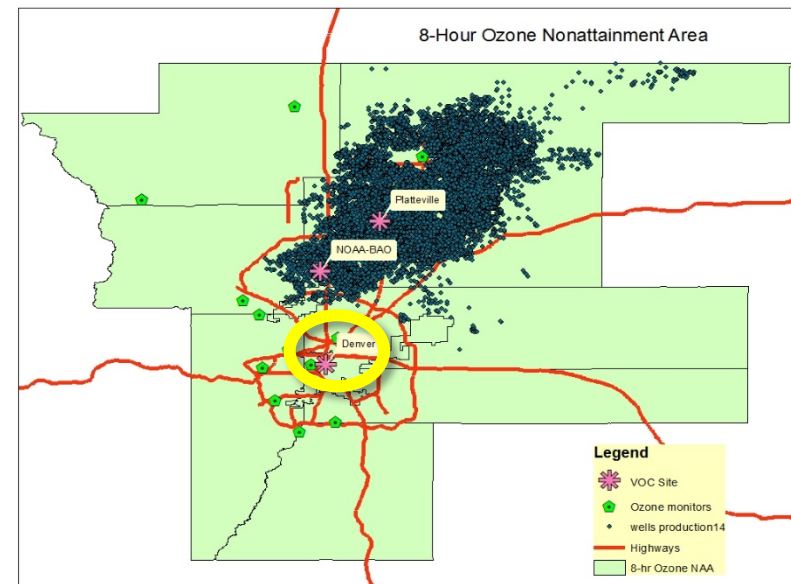 8-Hour Ozone Nonattainment Area
Platteville
NOAA-BAO
Denver
Legend
VOC Site
Ozone monitors
wells production14
Highways
8-hr Ozone NAA